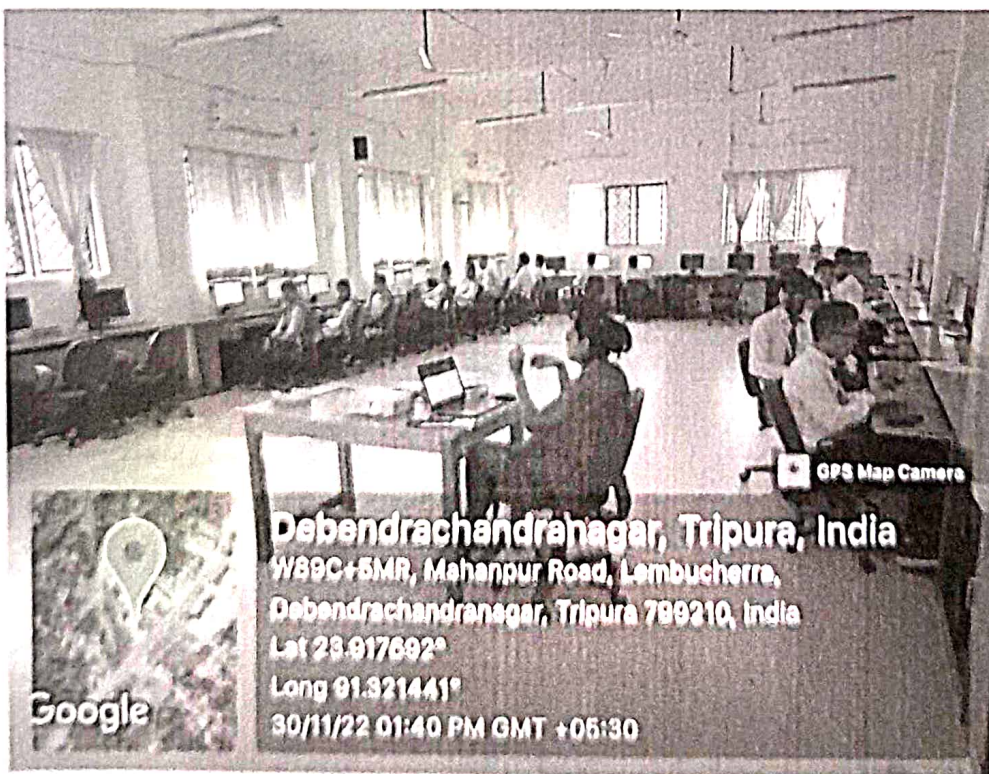 GPS Map Camera
Debendrachandranagar, Tripura, India
W89C+5MR, Mahanpur Road, Lembucherra,
Debendrachandranagar, Tripura 799210, India
Lat 23.917692°
Long 91.321441°
30/11/22 01:40 PM GMT +05:30
Google